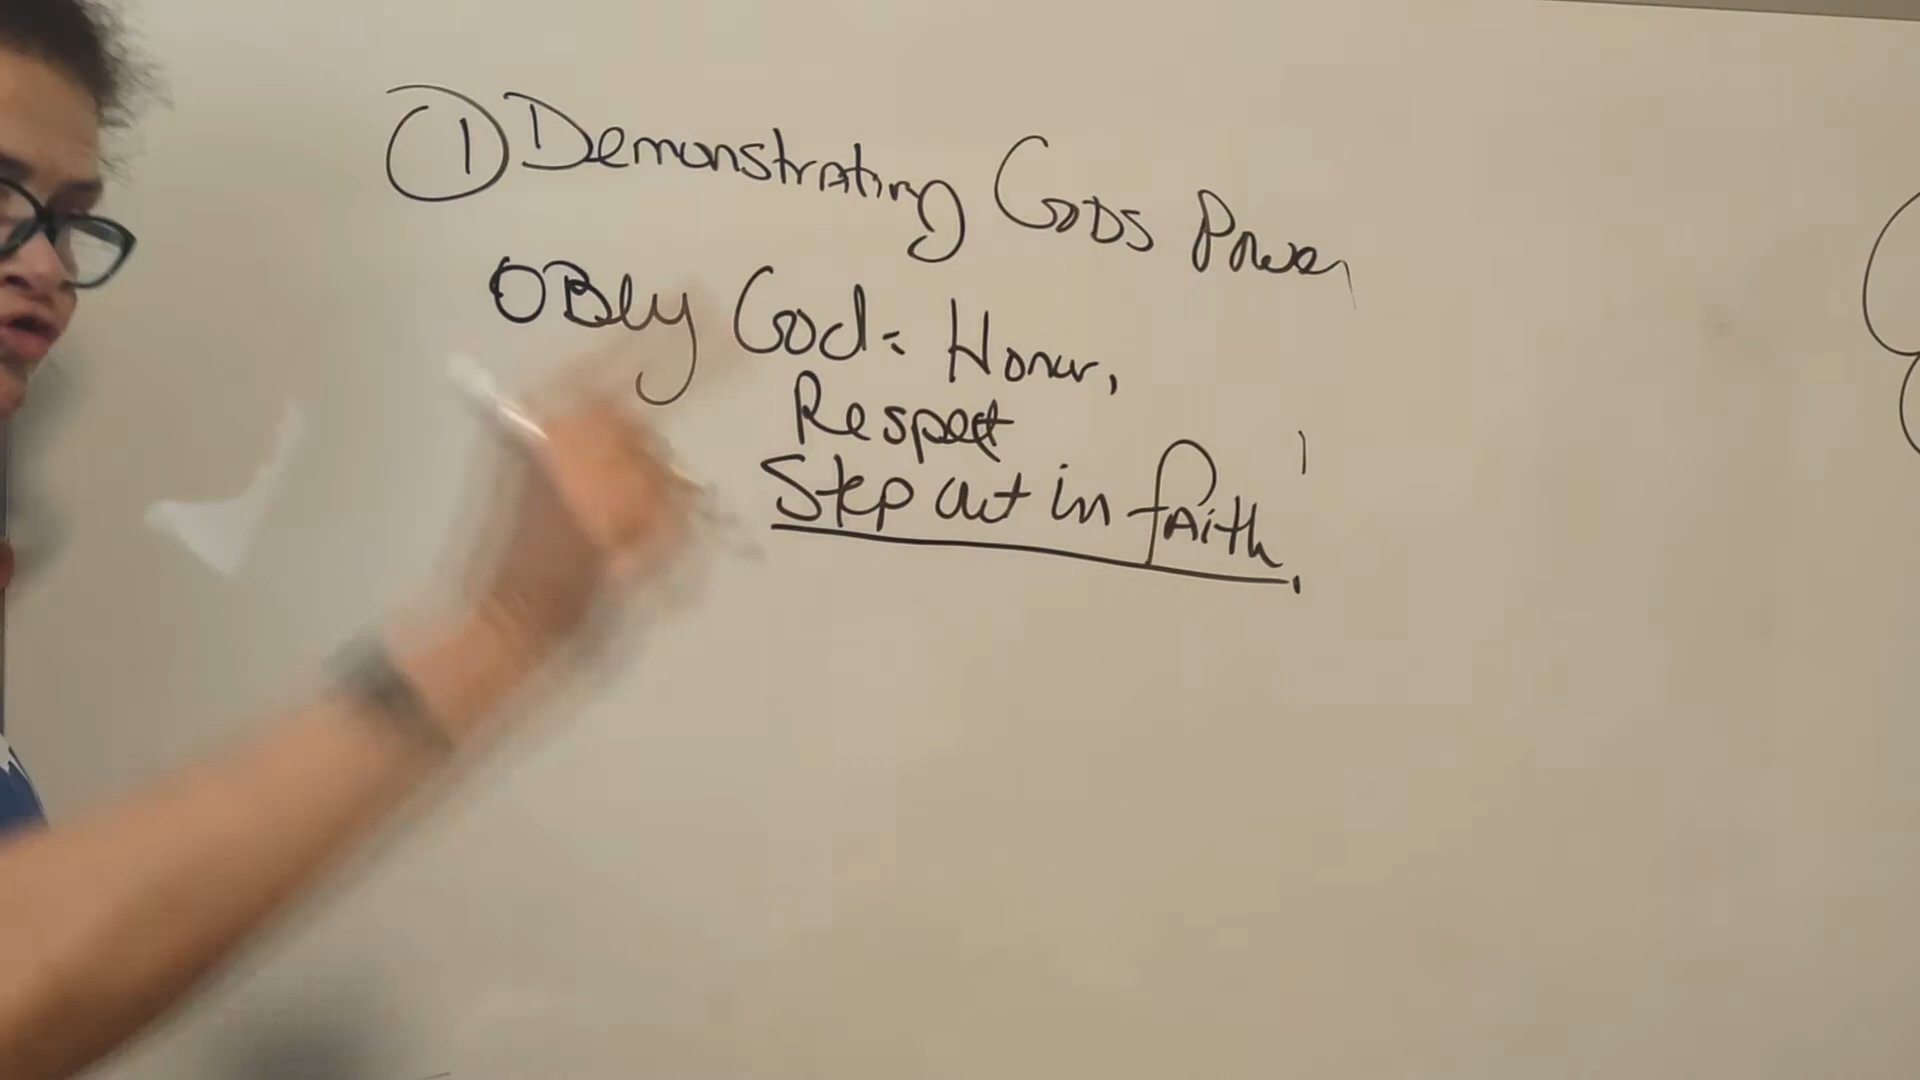 ① Demonstrating GODS Power
OBey God = Honor,
Respect
Step out in faith!